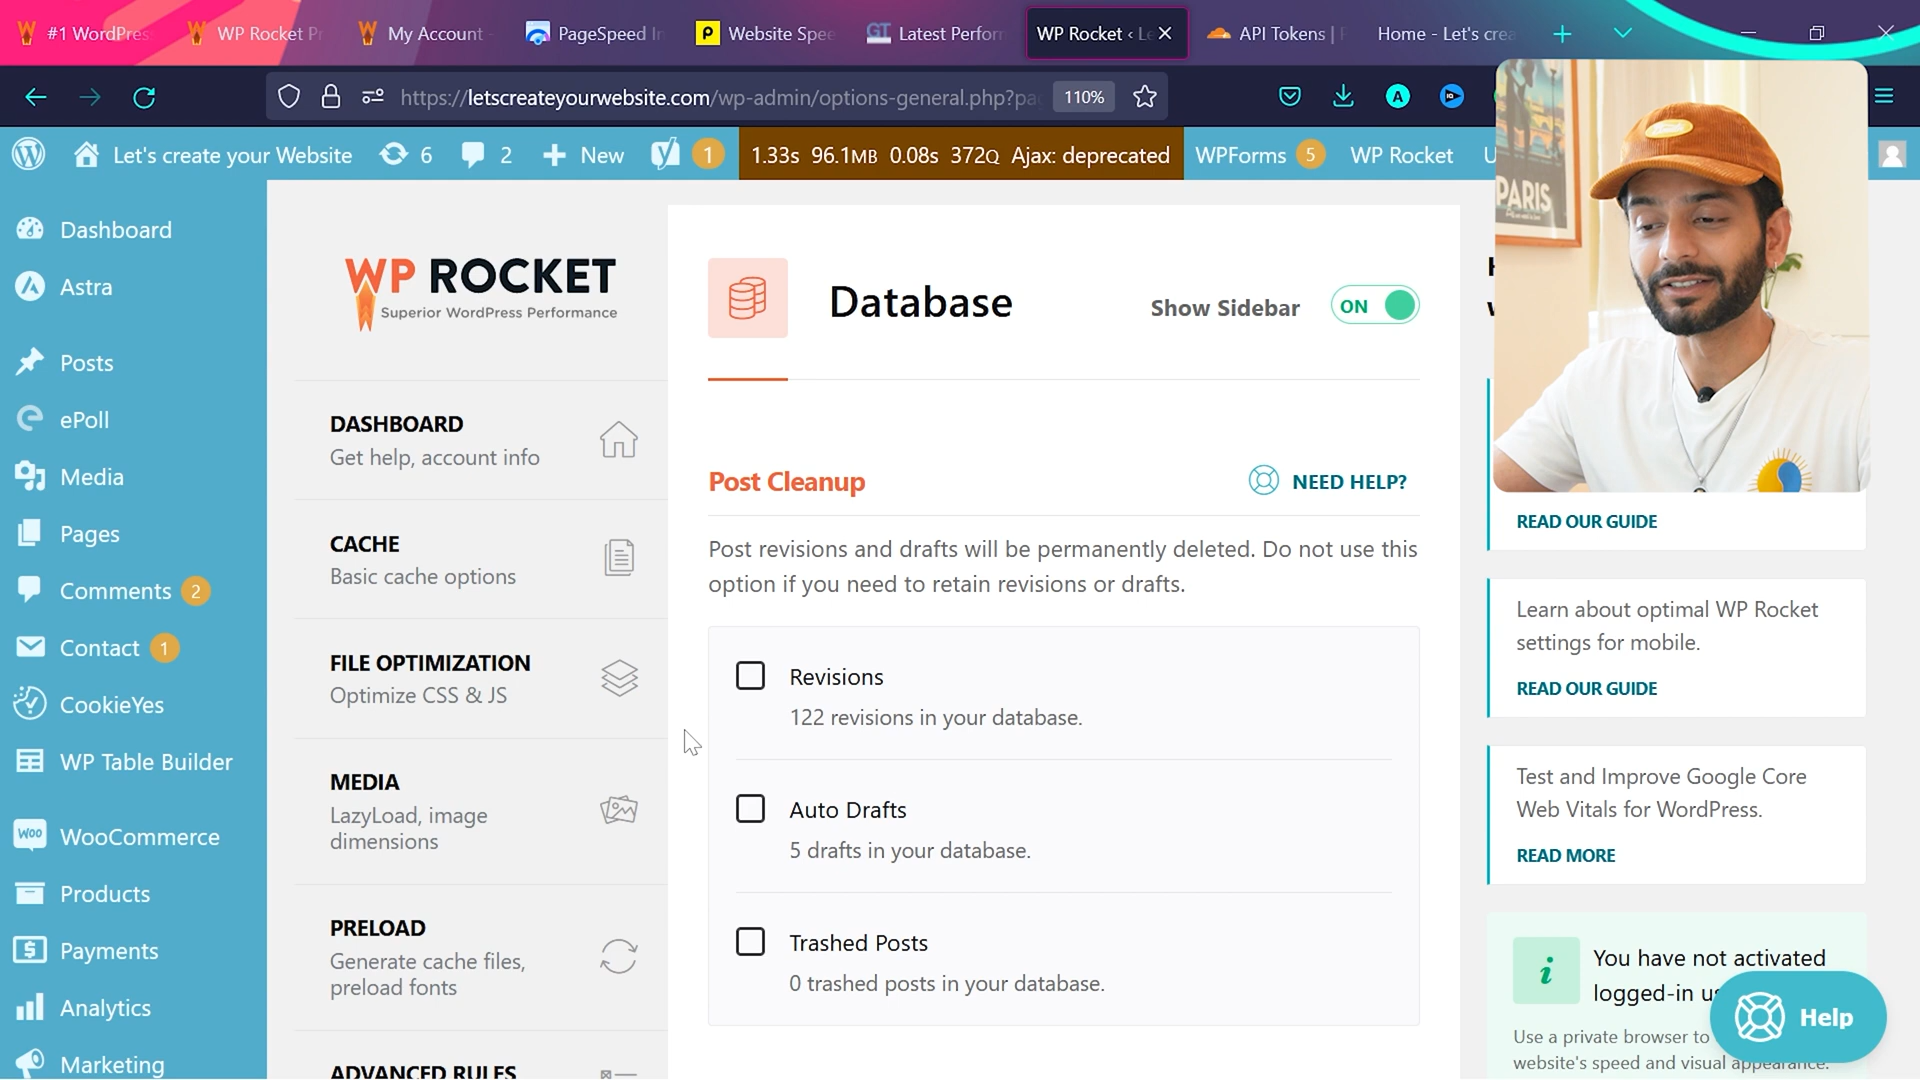 #1 WordPres
WP Rocket Pr
My Account -
PageSpeed In
Website Spee
Latest Perforn
WP Rocket ‹ Le
API Tokens |
Home - Let's crea
https://letscreateyourwebsite.com/wp-admin/options-general.php?pa
110%
Let's create your Website
6
2
New
1
1.33s 96.1MB 0.08s 372Q Ajax: deprecated
WPForms 5
WP Rocket
PARIS
Dashboard
Astra
Posts
ePoll
Media
Pages
Comments 2
Contact 1
CookieYes
WP Table Builder
WooCommerce
Products
Payments
Analytics
Marketing
WP ROCKET
Superior WordPress Performance
DASHBOARD
Get help, account info
CACHE
Basic cache options
FILE OPTIMIZATION
Optimize CSS & JS
MEDIA
LazyLoad, image
dimensions
PRELOAD
Generate cache files,
preload fonts
ADVANCED RULES
Database
Show Sidebar
ON
Post Cleanup
NEED HELP?
Post revisions and drafts will be permanently deleted. Do not use this
option if you need to retain revisions or drafts.
Revisions
122 revisions in your database.
Auto Drafts
5 drafts in your database.
Trashed Posts
0 trashed posts in your database.
READ OUR GUIDE
Learn about optimal WP Rocket
settings for mobile.
READ OUR GUIDE
Test and Improve Google Core
Web Vitals for WordPress.
READ MORE
You have not activated
logged-in
Use a private browser to
website's speed and visual appearance.
Help